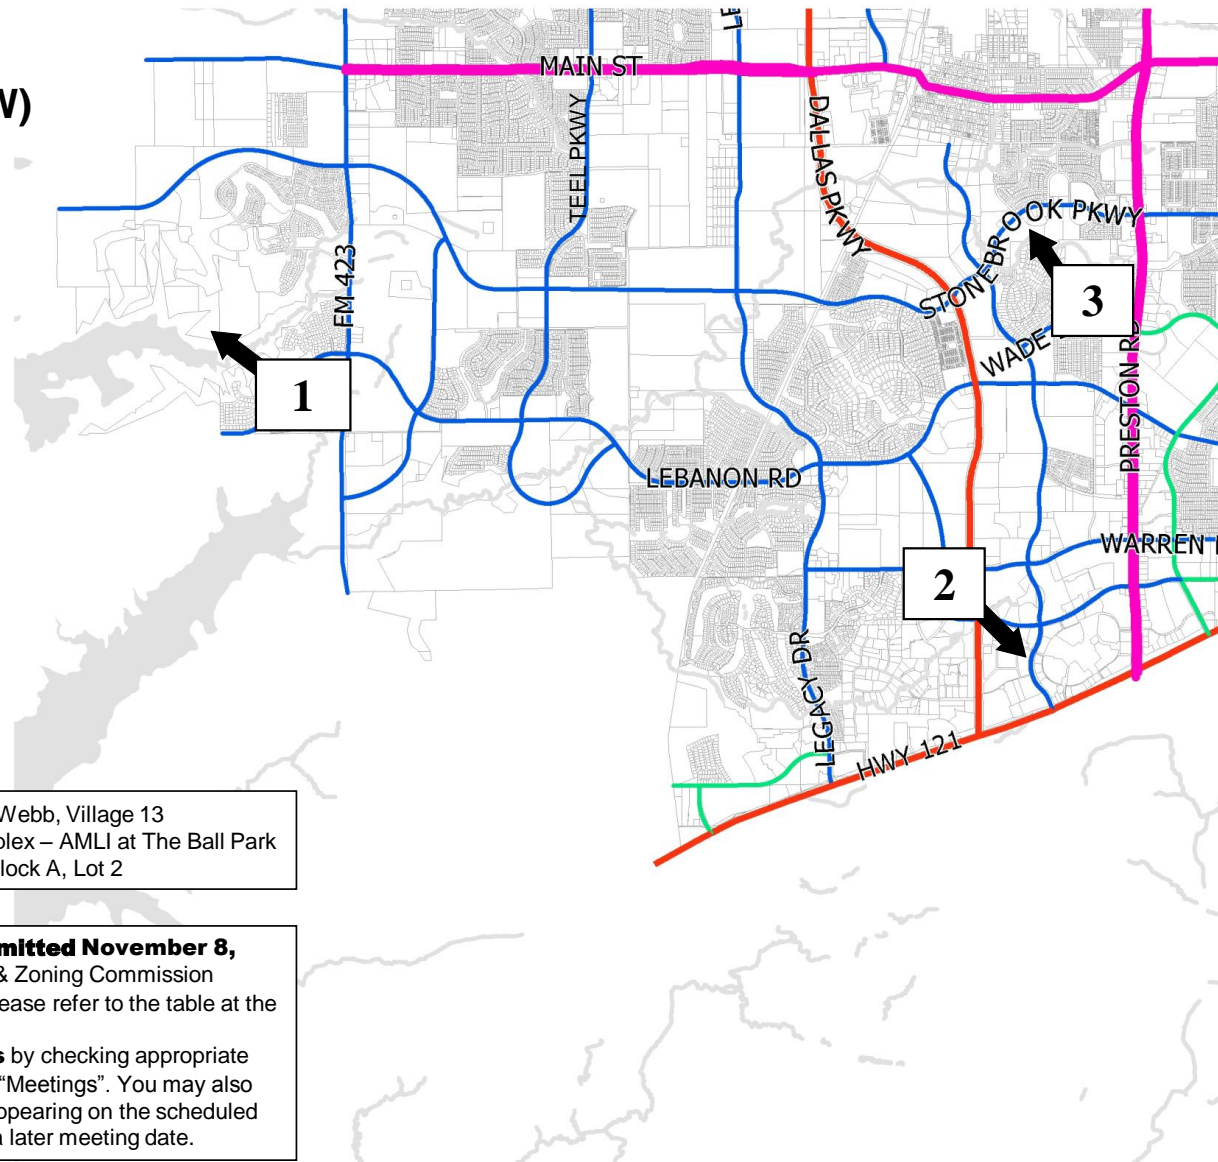 W)
MAIN ST
DALLAS PKWY
TEEL PKWY
STONEBROOK PKWY
FM 423
3
WADE
PRESTON RD
1
LEBANON RD
WARREN
2
LEGACY DR
HWY 121
Webb, Village 13
plex – AMLI at The Ball Park
lock A, Lot 2
mitted November 8,
& Zoning Commission
ease refer to the table at the
s by checking appropriate
“Meetings”. You may also
ppearing on the scheduled
a later meeting date.